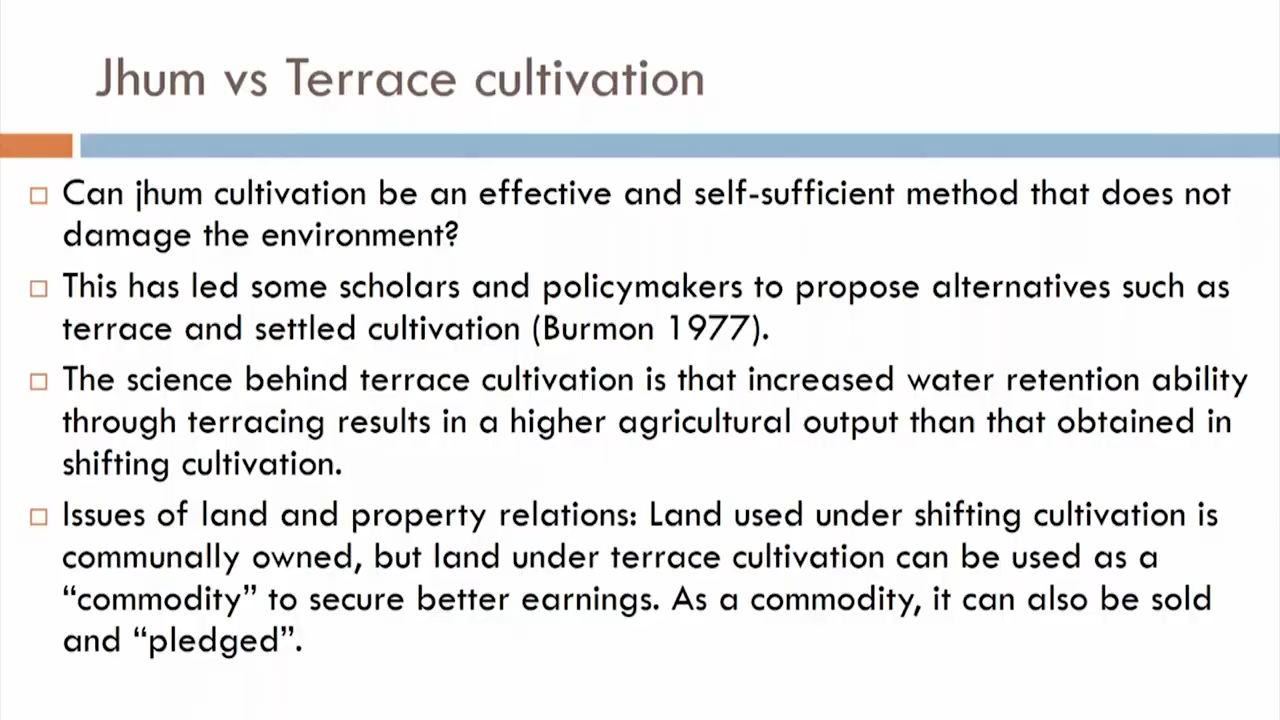 Jhum vs Terrace cultivation
Can jhum cultivation be an effective and self-sufficient method that does not
damage the environment?
This has led some scholars and policymakers to propose alternatives such as
terrace and settled cultivation (Burmon 1977).
The science behind terrace cultivation is that increased water retention ability
through terracing results in a higher agricultural output than that obtained in
shifting cultivation.
Issues of land and property relations: Land used under shifting cultivation is
communally owned, but land under terrace cultivation can be used as a
“commodity” to secure better earnings. As a commodity, it can also be sold
and “pledged”.